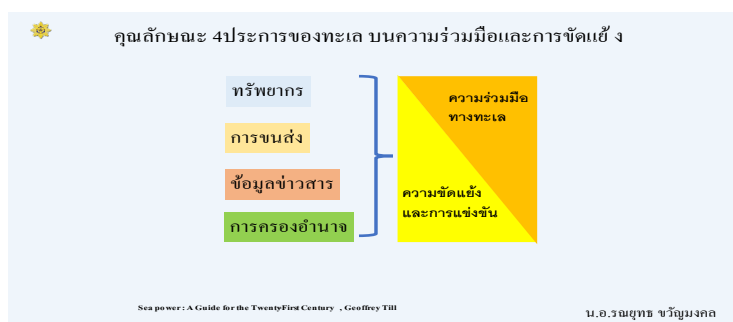 คุณลักษณะ 4ประการของทะเล บนความร่วมมือและการขัดแย้ ง
ทรัพยากร
การขนส่ง
ข้อมูลข่าวสาร
การครองอำนาจ
ความร่วมมือ
ทางทะเล
ความขัดแย้ง
และการแข่งขัน
Sea power : A Guide for the TwentyFirst Century , Geoffrey Till
น.อ.รณยุทธ ขวัญมงคล